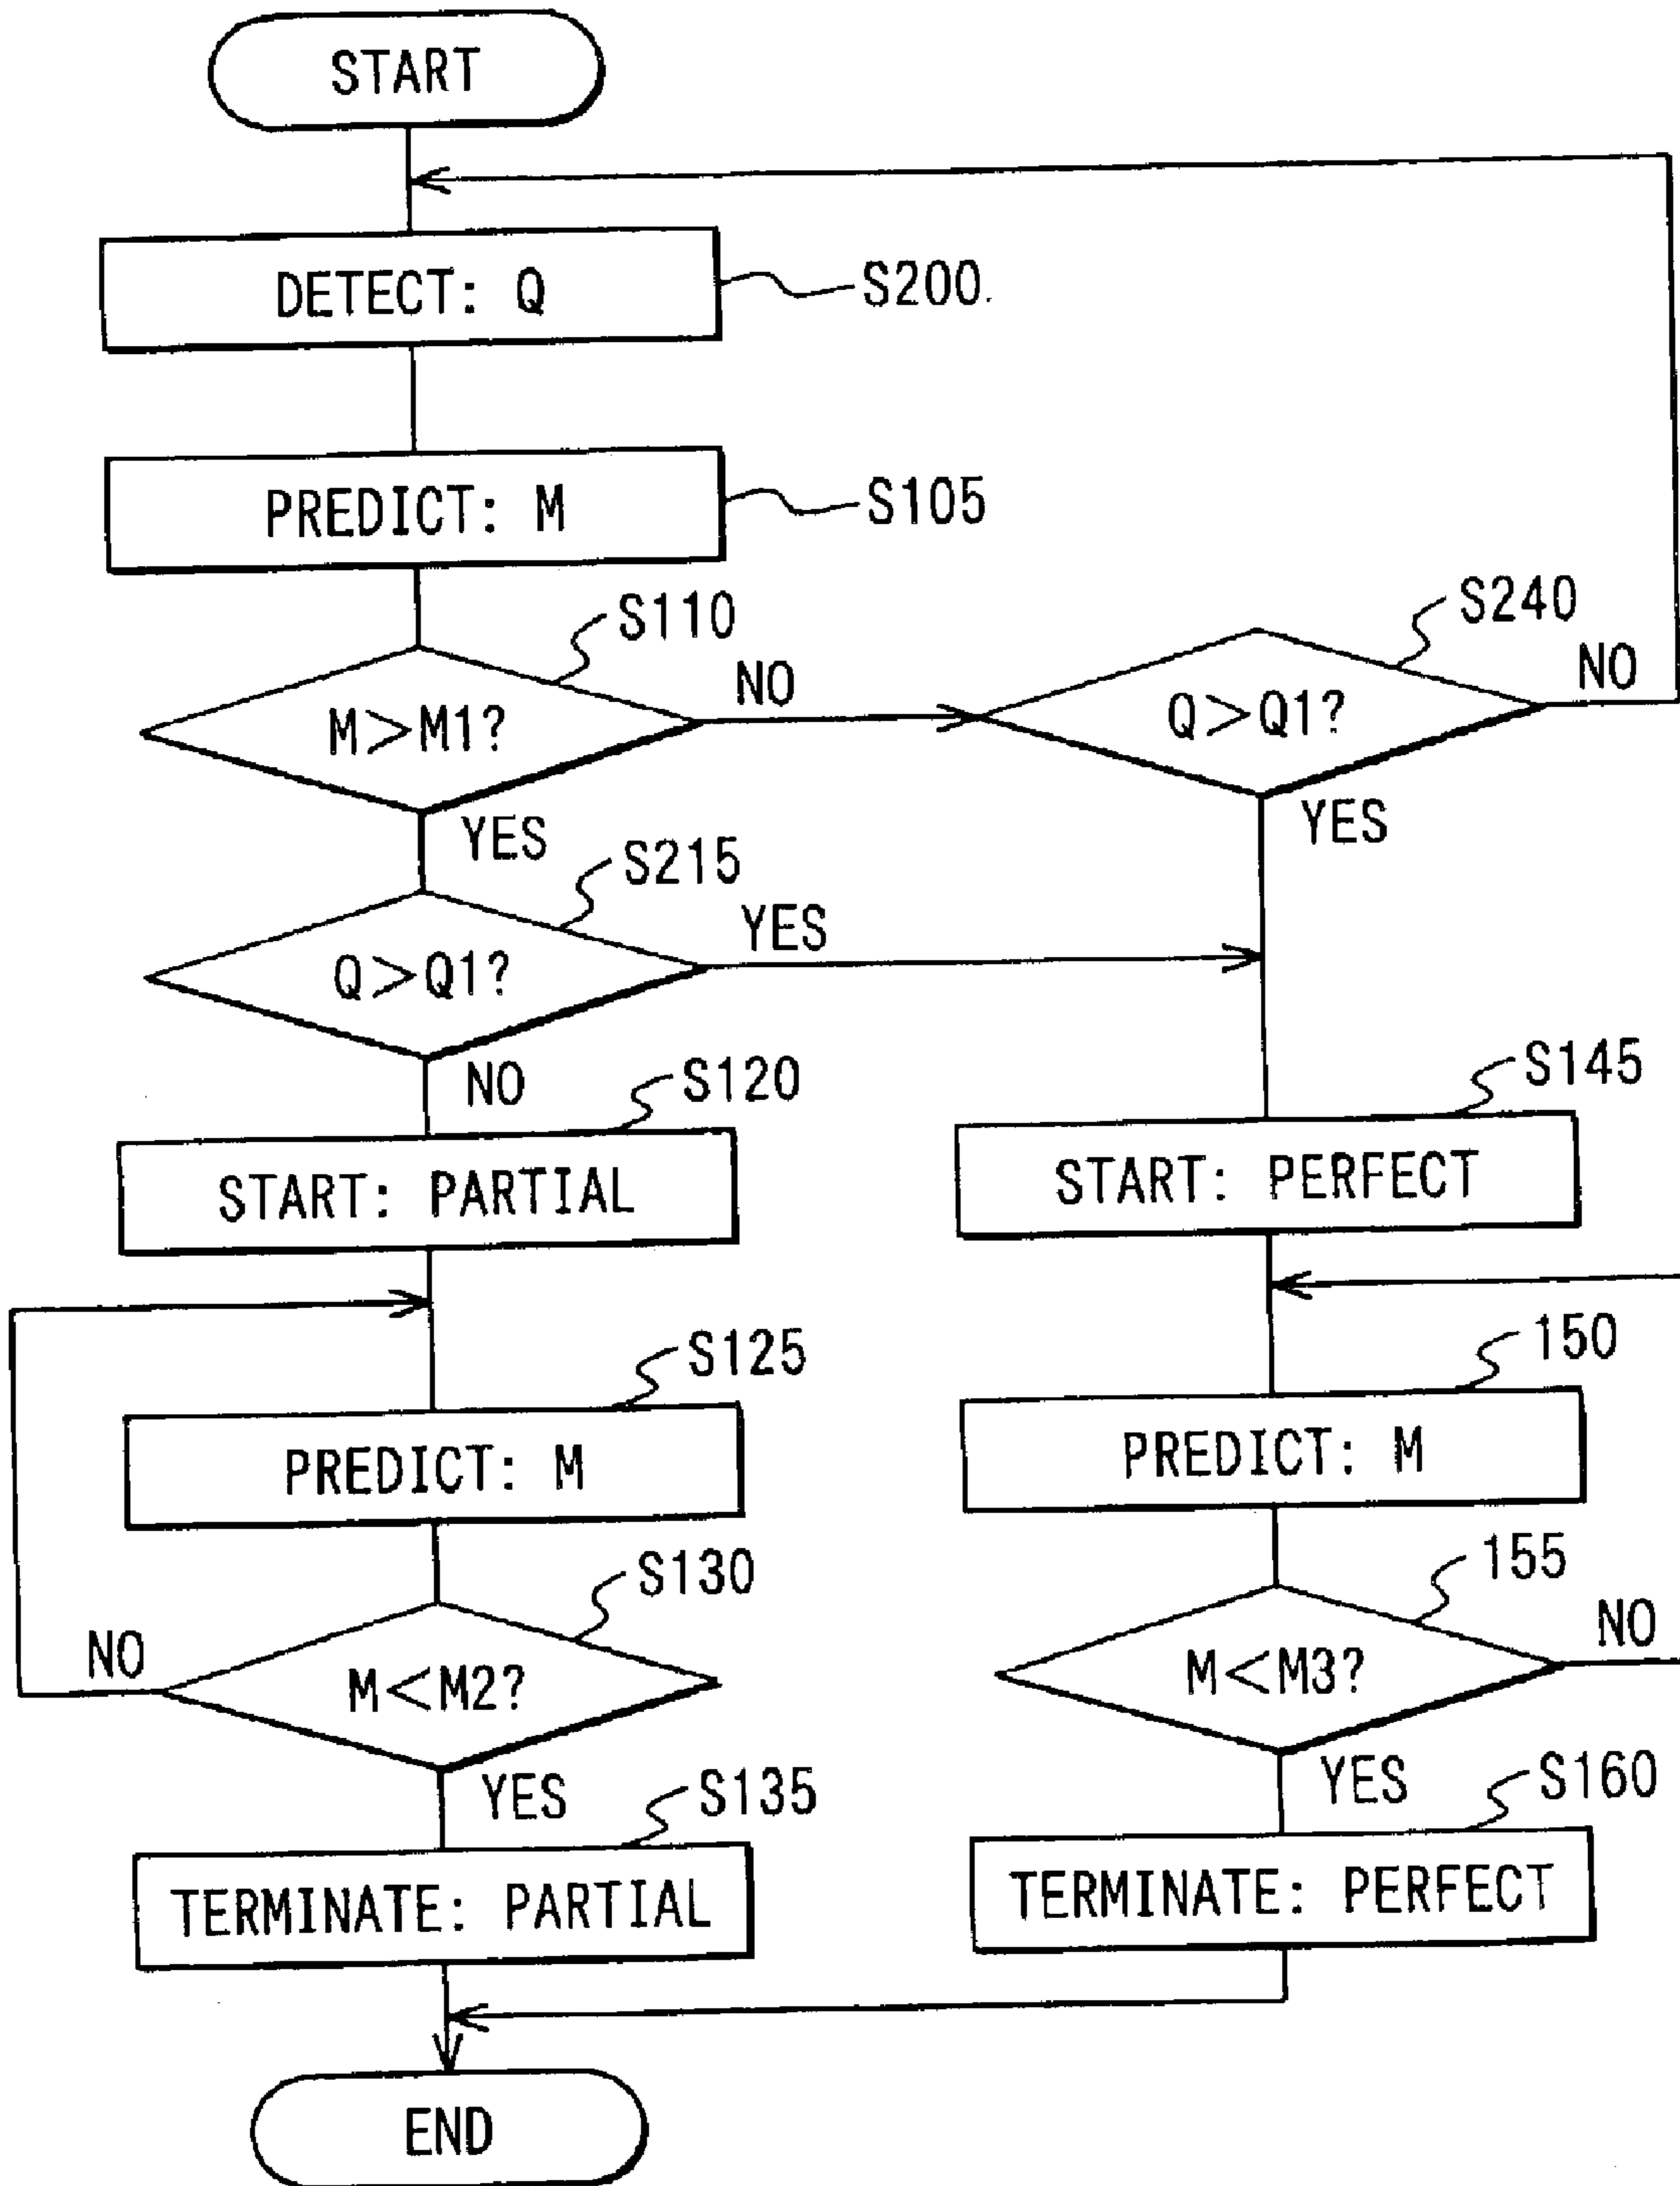 START
DETECT: Q
S200
PREDICT: M
S105
S110
M>M1?
NO
YES
S240
Q>Q1?
NO
YES
S215
Q>Q1?
YES
NO
S120
START: PARTIAL
S145
START: PERFECT
S125
PREDICT: M
150
PREDICT: M
S130
M<M2?
NO
YES
155
M<M3?
NO
YES
S135
TERMINATE: PARTIAL
S160
TERMINATE: PERFECT
END